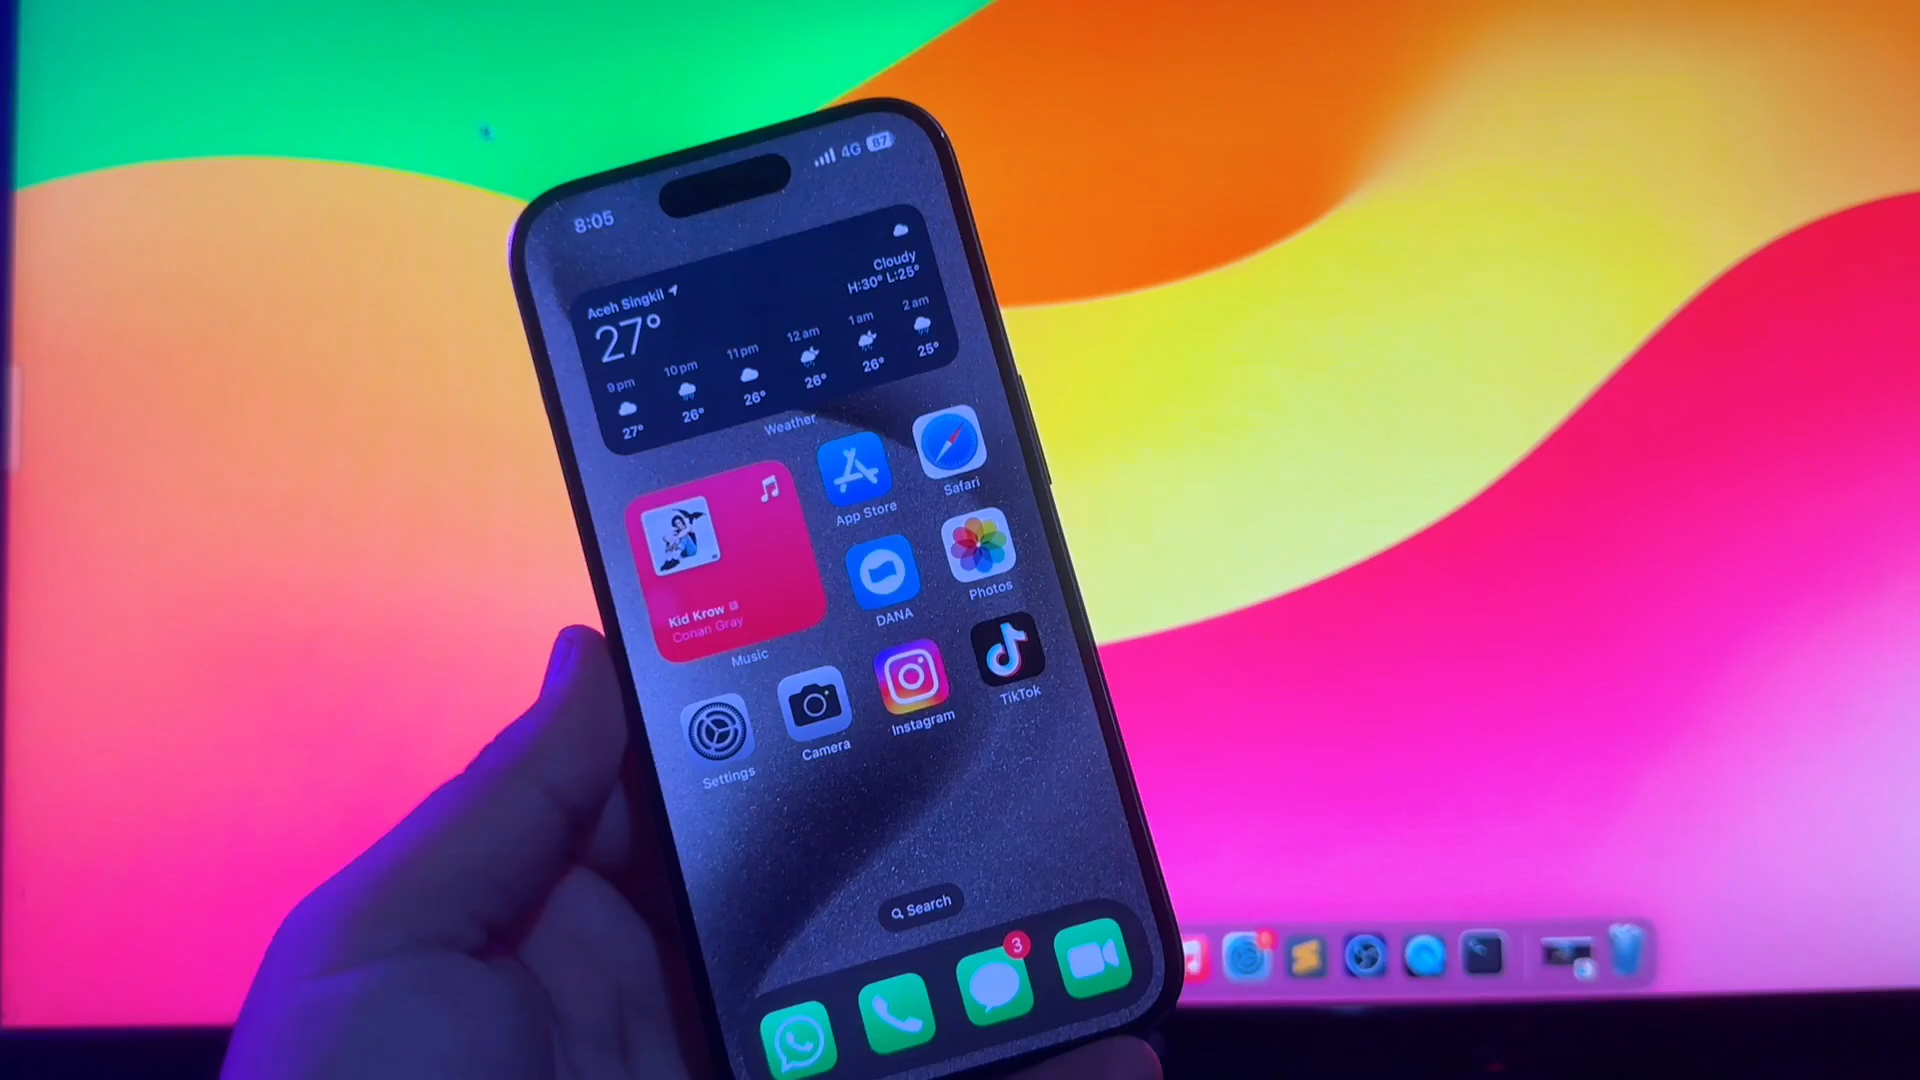 8:05
4G 87
Aceh Singkil
27°
Cloudy
H:30° L:25°
9 pm 10 pm 11 pm 12 am 1 am 2 am
27° 26° 26° 26° 26° 25°
Weather
Kid Krow
Conan Gray
Music
App Store
Safari
DANA
Photos
Settings
Camera
Instagram
TikTok
Search
3